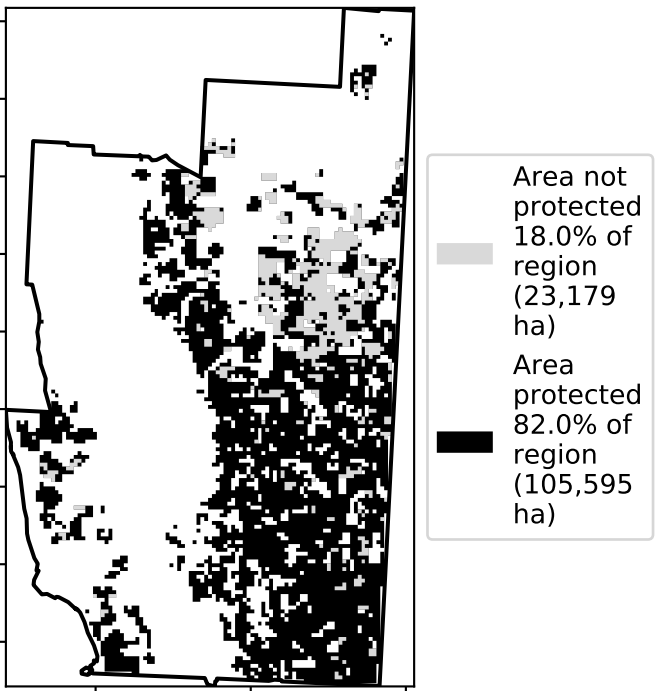 Area not
protected
18.0% of
region
(23,179
ha)
Area
protected
82.0% of
region
(105,595
ha)